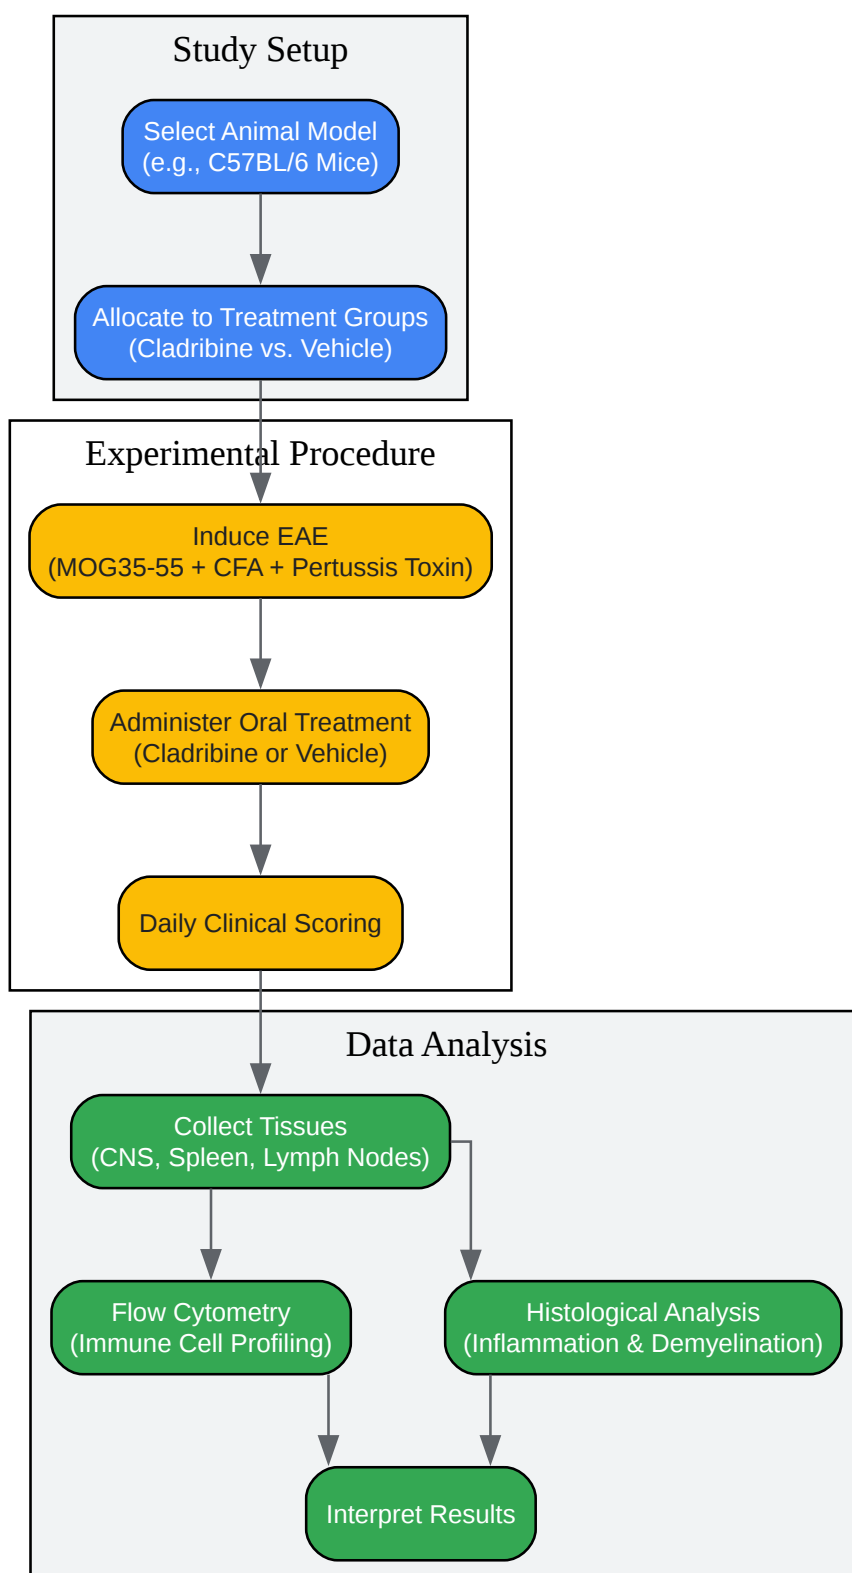 Study Setup
Select Animal Model
(e.g., C57BL/6 Mice)
Allocate to Treatment Groups
(Cladribine vs. Vehicle)
Experimental Procedure
Induce EAE
(MOG35-55 + CFA + Pertussis Toxin)
Administer Oral Treatment
(Cladribine or Vehicle)
Daily Clinical Scoring
Data Analysis
Collect Tissues
(CNS, Spleen, Lymph Nodes)
Flow Cytometry
(Immune Cell Profiling)
Histological Analysis
(Inflammation & Demyelination)
Interpret Results